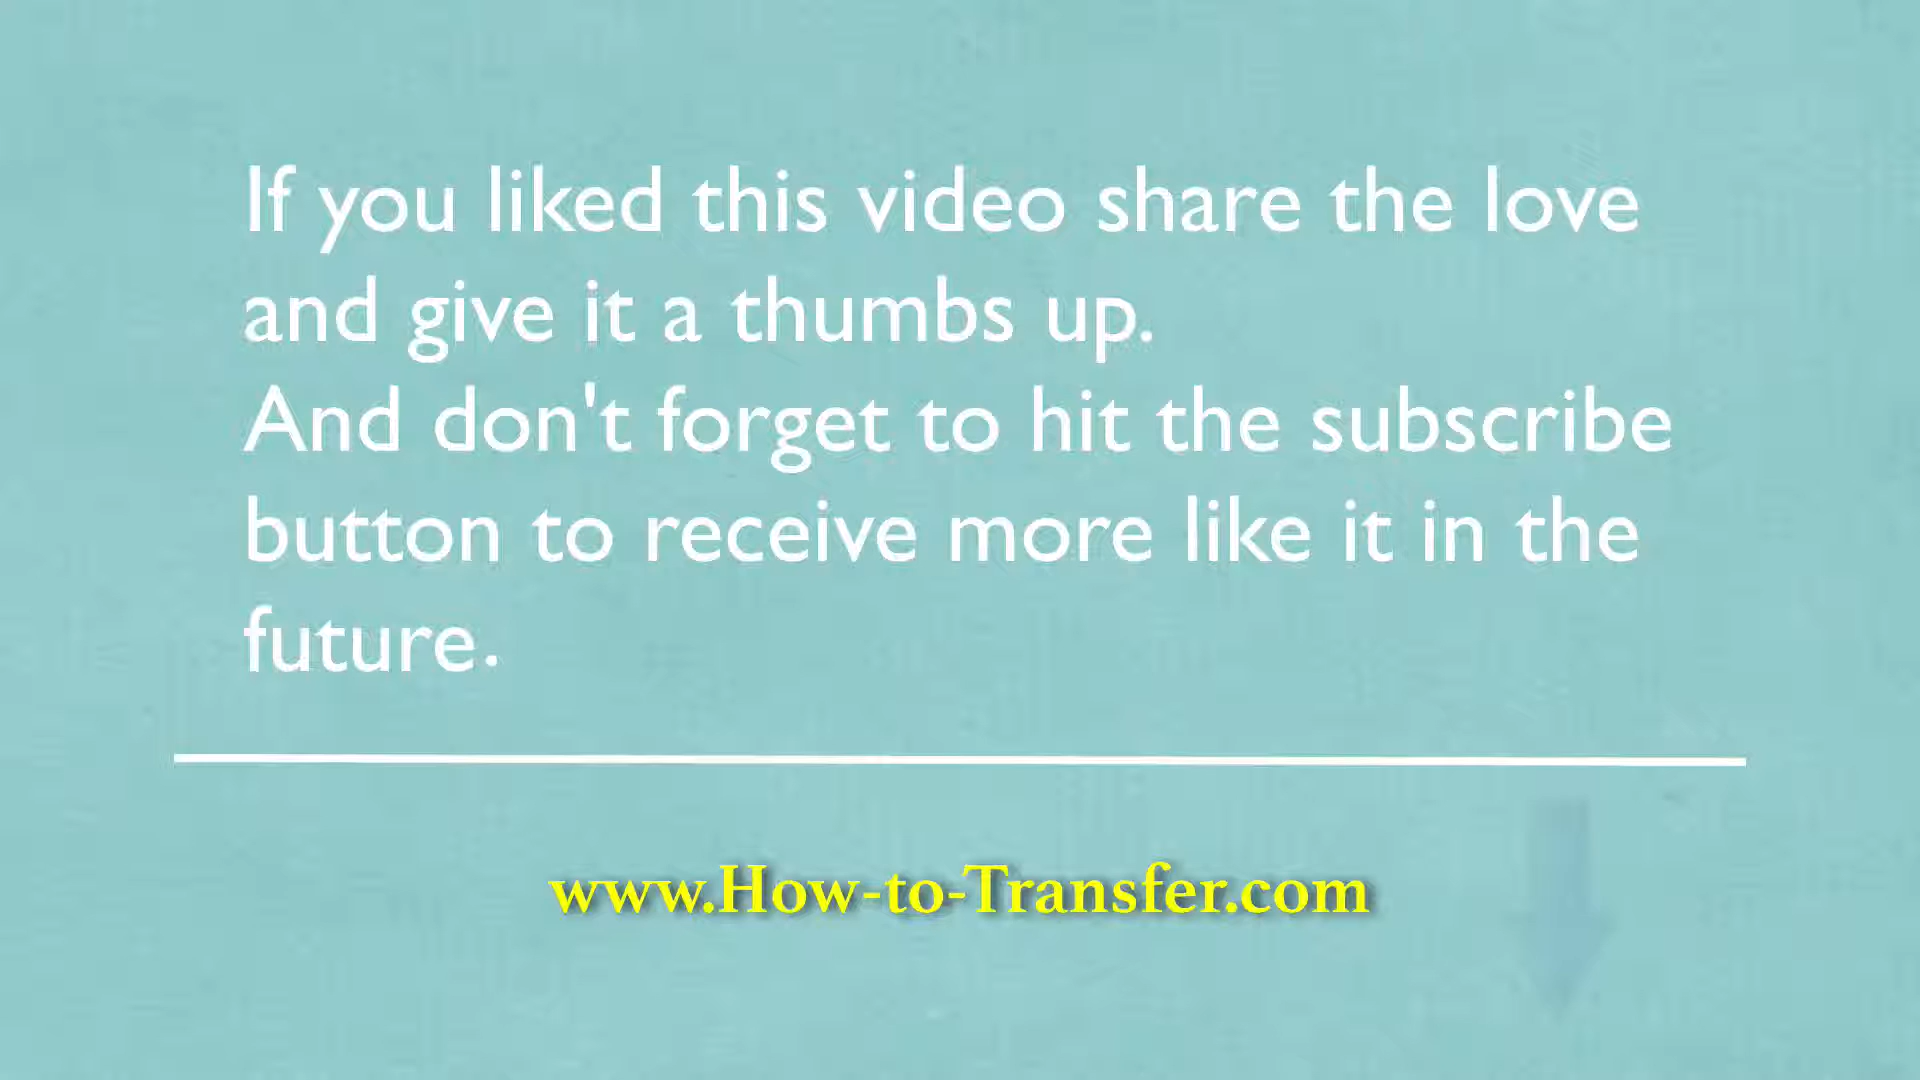 If you liked this video share the love
and give it a thumbs up.
And don't forget to hit the subscribe
button to receive more like it in the
future.
www.How-to-Transfer.com